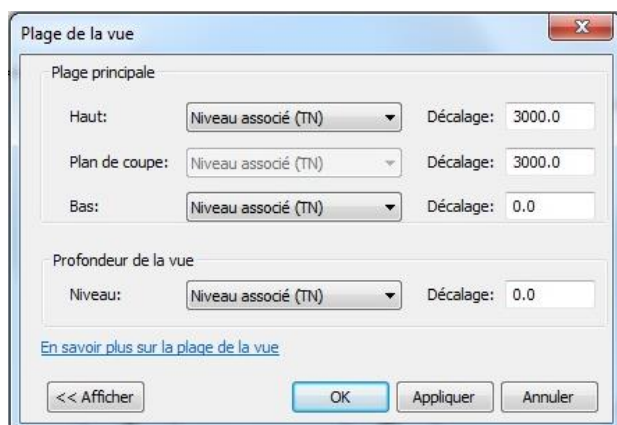 Plage de la vue
Plage principale
Haut: Niveau associé (TN) Décalage: 3000.0
Plan de coupe: Niveau associé (TN) Décalage: 3000.0
Bas: Niveau associé (TN) Décalage: 0.0
Profondeur de la vue
Niveau: Niveau associé (TN) Décalage: 0.0
En savoir plus sur la plage de la vue
<< Afficher OK Appliquer Annuler